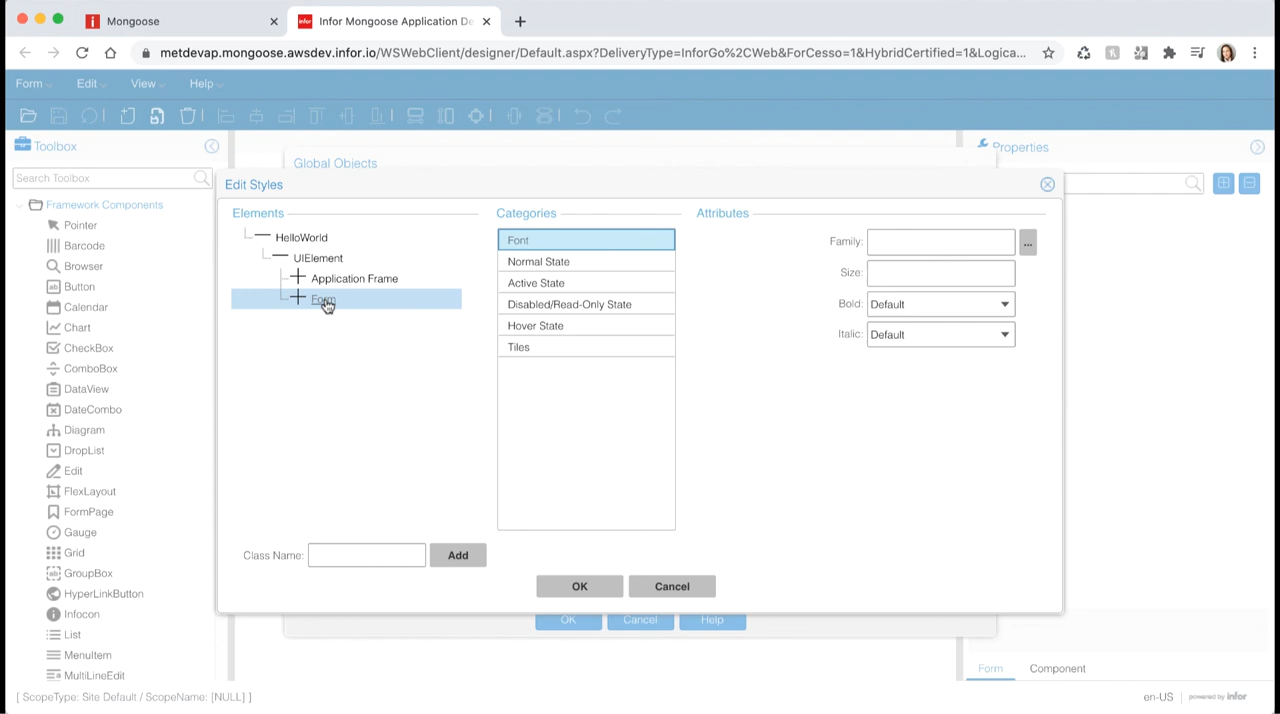 Mongoose
Infor Mongoose Application De
metdevap.mongoose.awsdev.infor.io/WSWebClient/designer/Default.aspx?DeliveryType=InforGo%2CWeb&ForCesso=1&HybridCertified=1&Logica...
Form Edit View Help
Toolbox
Global Objects
Properties
Search Toolbox
Edit Styles
Framework Components
Elements
Categories
Attributes
Pointer
Barcode
Browser
Button
Calendar
Chart
CheckBox
ComboBox
DataView
DateCombo
Diagram
DropList
Edit
FlexLayout
FormPage
Gauge
Grid
GroupBox
HyperLinkButton
Infocon
List
MenuItem
MultiLineEdit
HelloWorld
UIElement
Application Frame
Form
Font
Normal State
Active State
Disabled/Read-Only State
Hover State
Tiles
Family: ...
Size:
Bold: Default
Italic: Default
Class Name: Add
OK Cancel
OK Cancel Help
Form Component
[ ScopeType: Site Default / ScopeName: [NULL] ]
en-US powered by infor